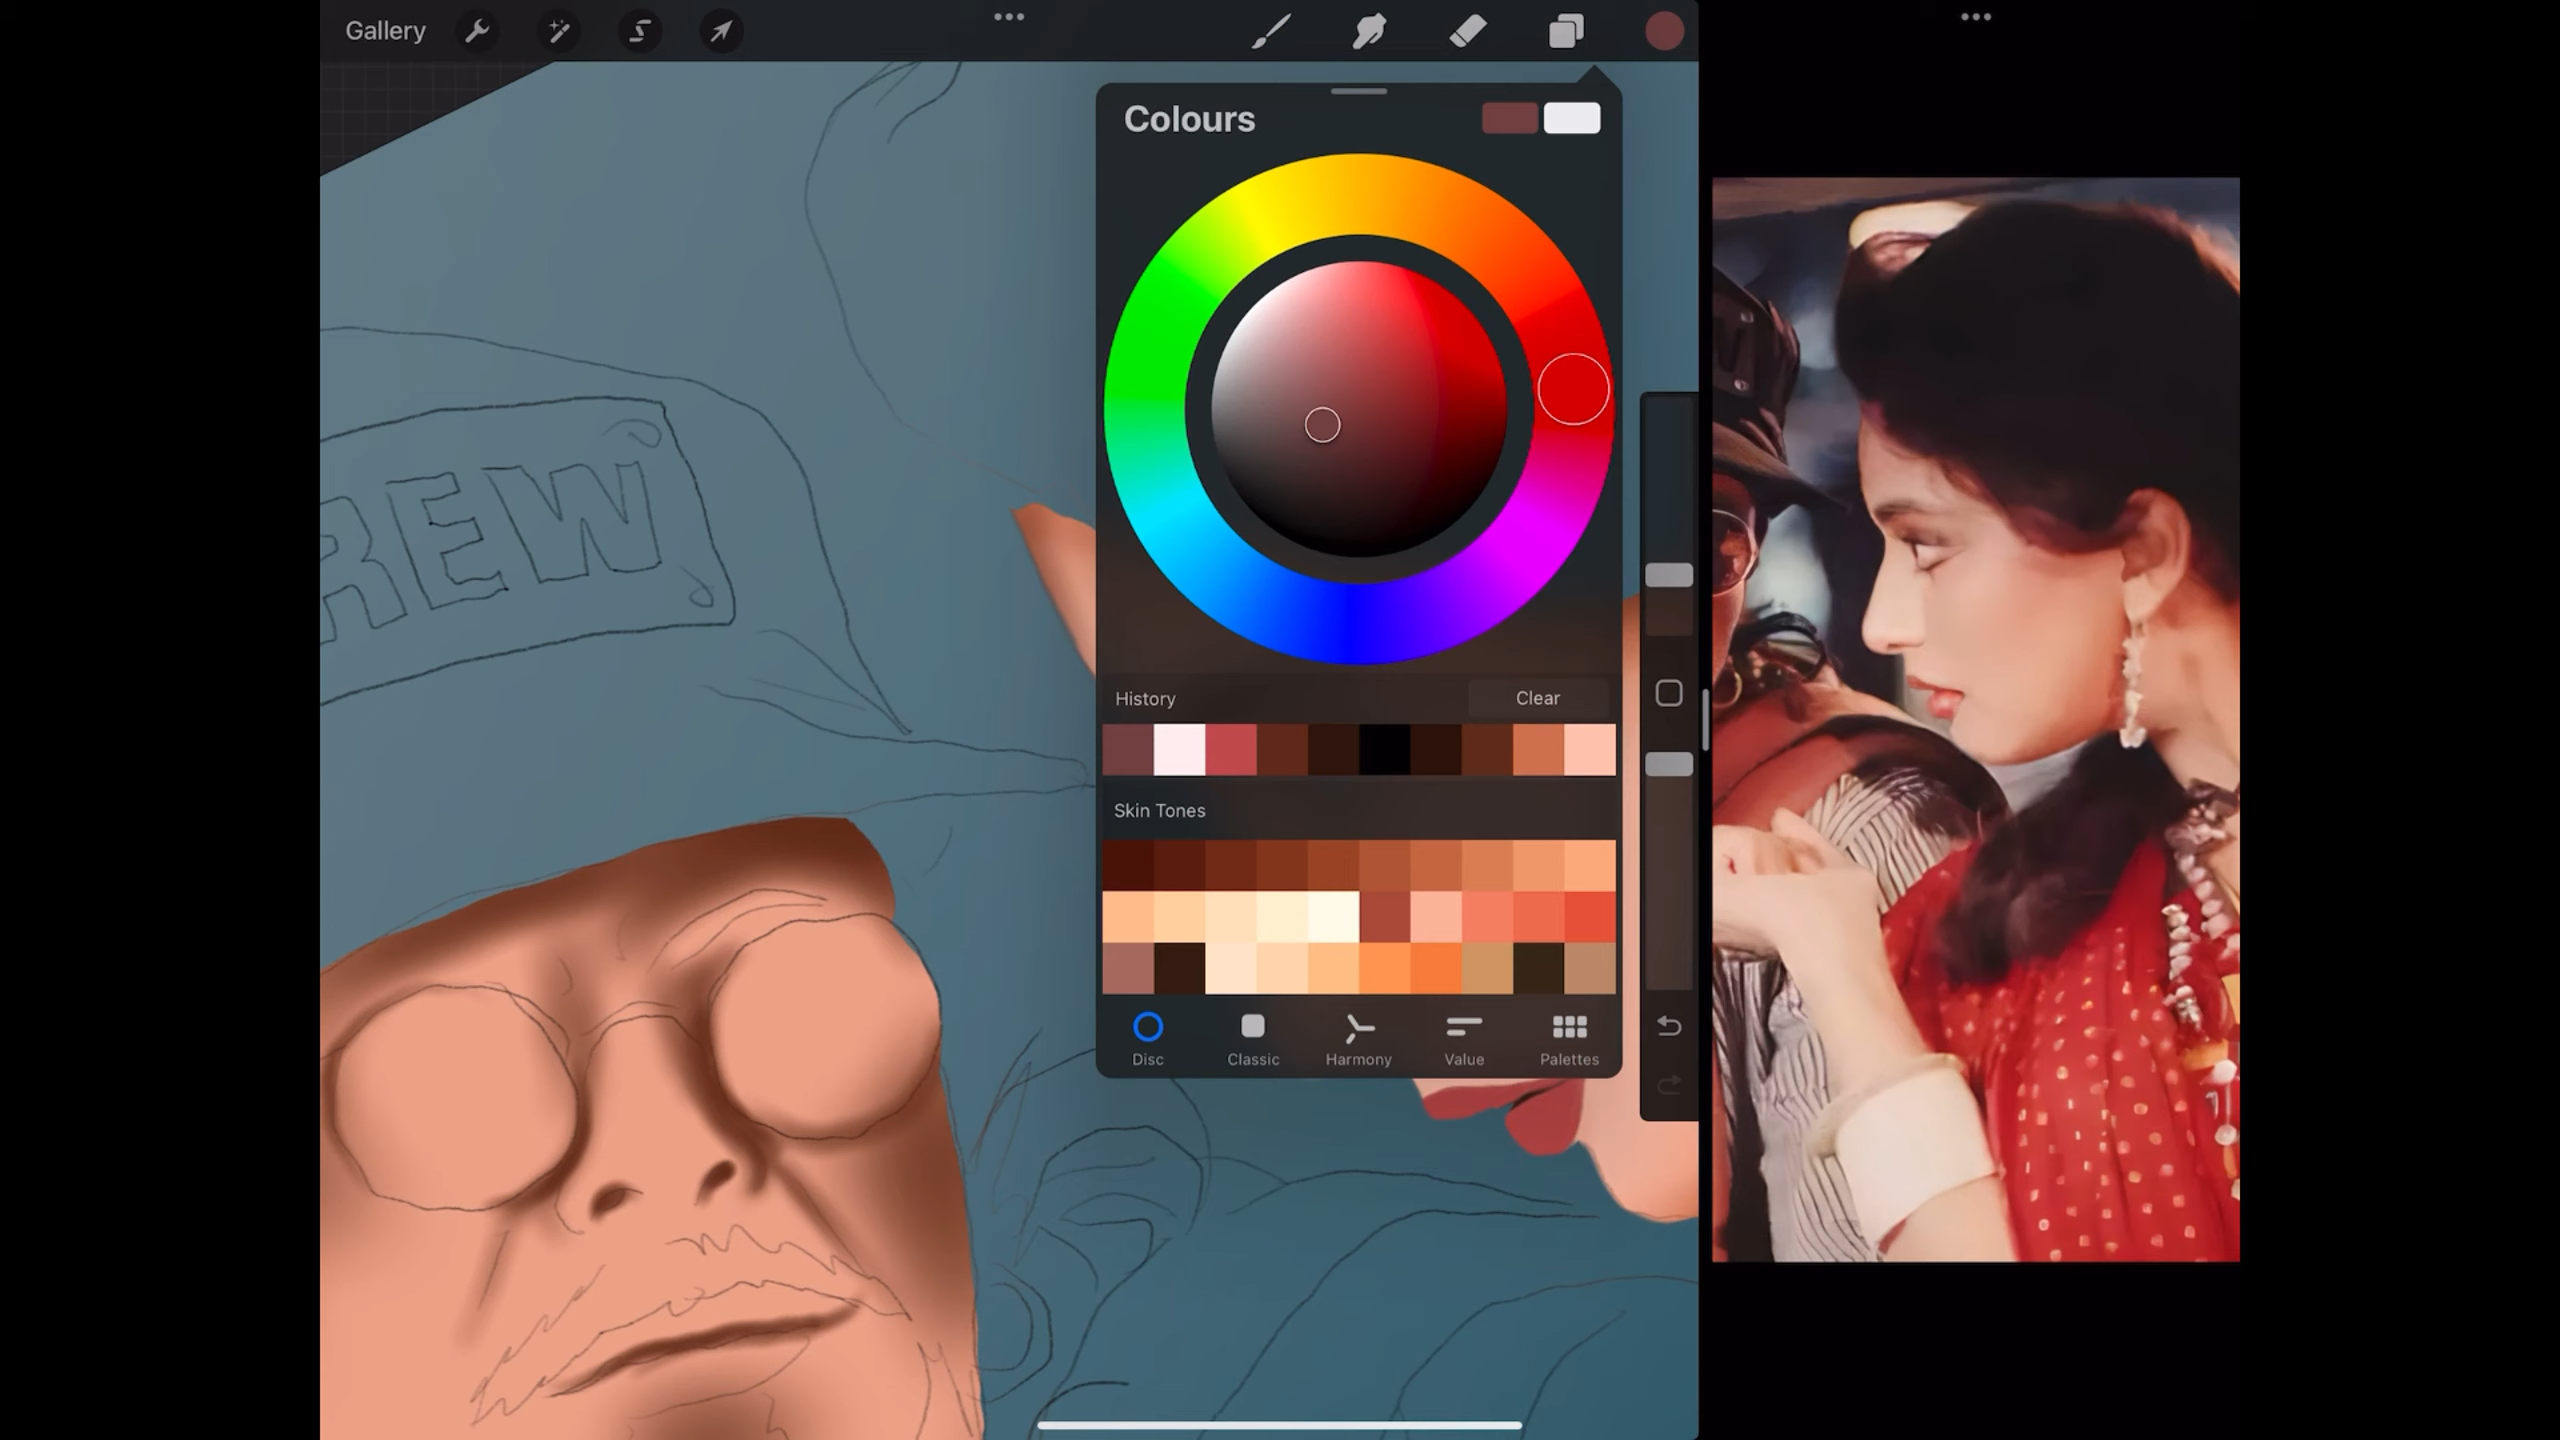 Gallery
Colours
REW
History
Clear
Skin Tones
Disc
Classic
Harmony
Value
Palettes